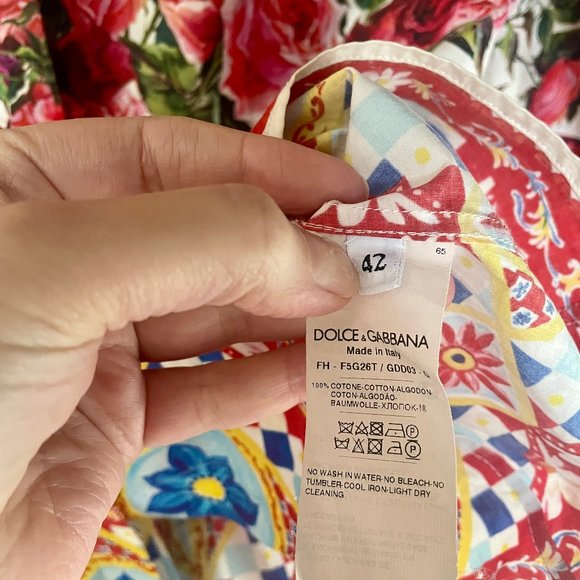 65
42
DOLCE & GABBANA
Made in Italy
FH - F5G26T / GDD03 - G
100% COTONE-COTTON-ALGODON-
COTON-ALGODÃO-
BAUMWOLLE-ХЛОПОК-18
NO WASH IN WATER-NO BLEACH-NO
TUMBLER-COOL IRON-LIGHT DRY
CLEANING